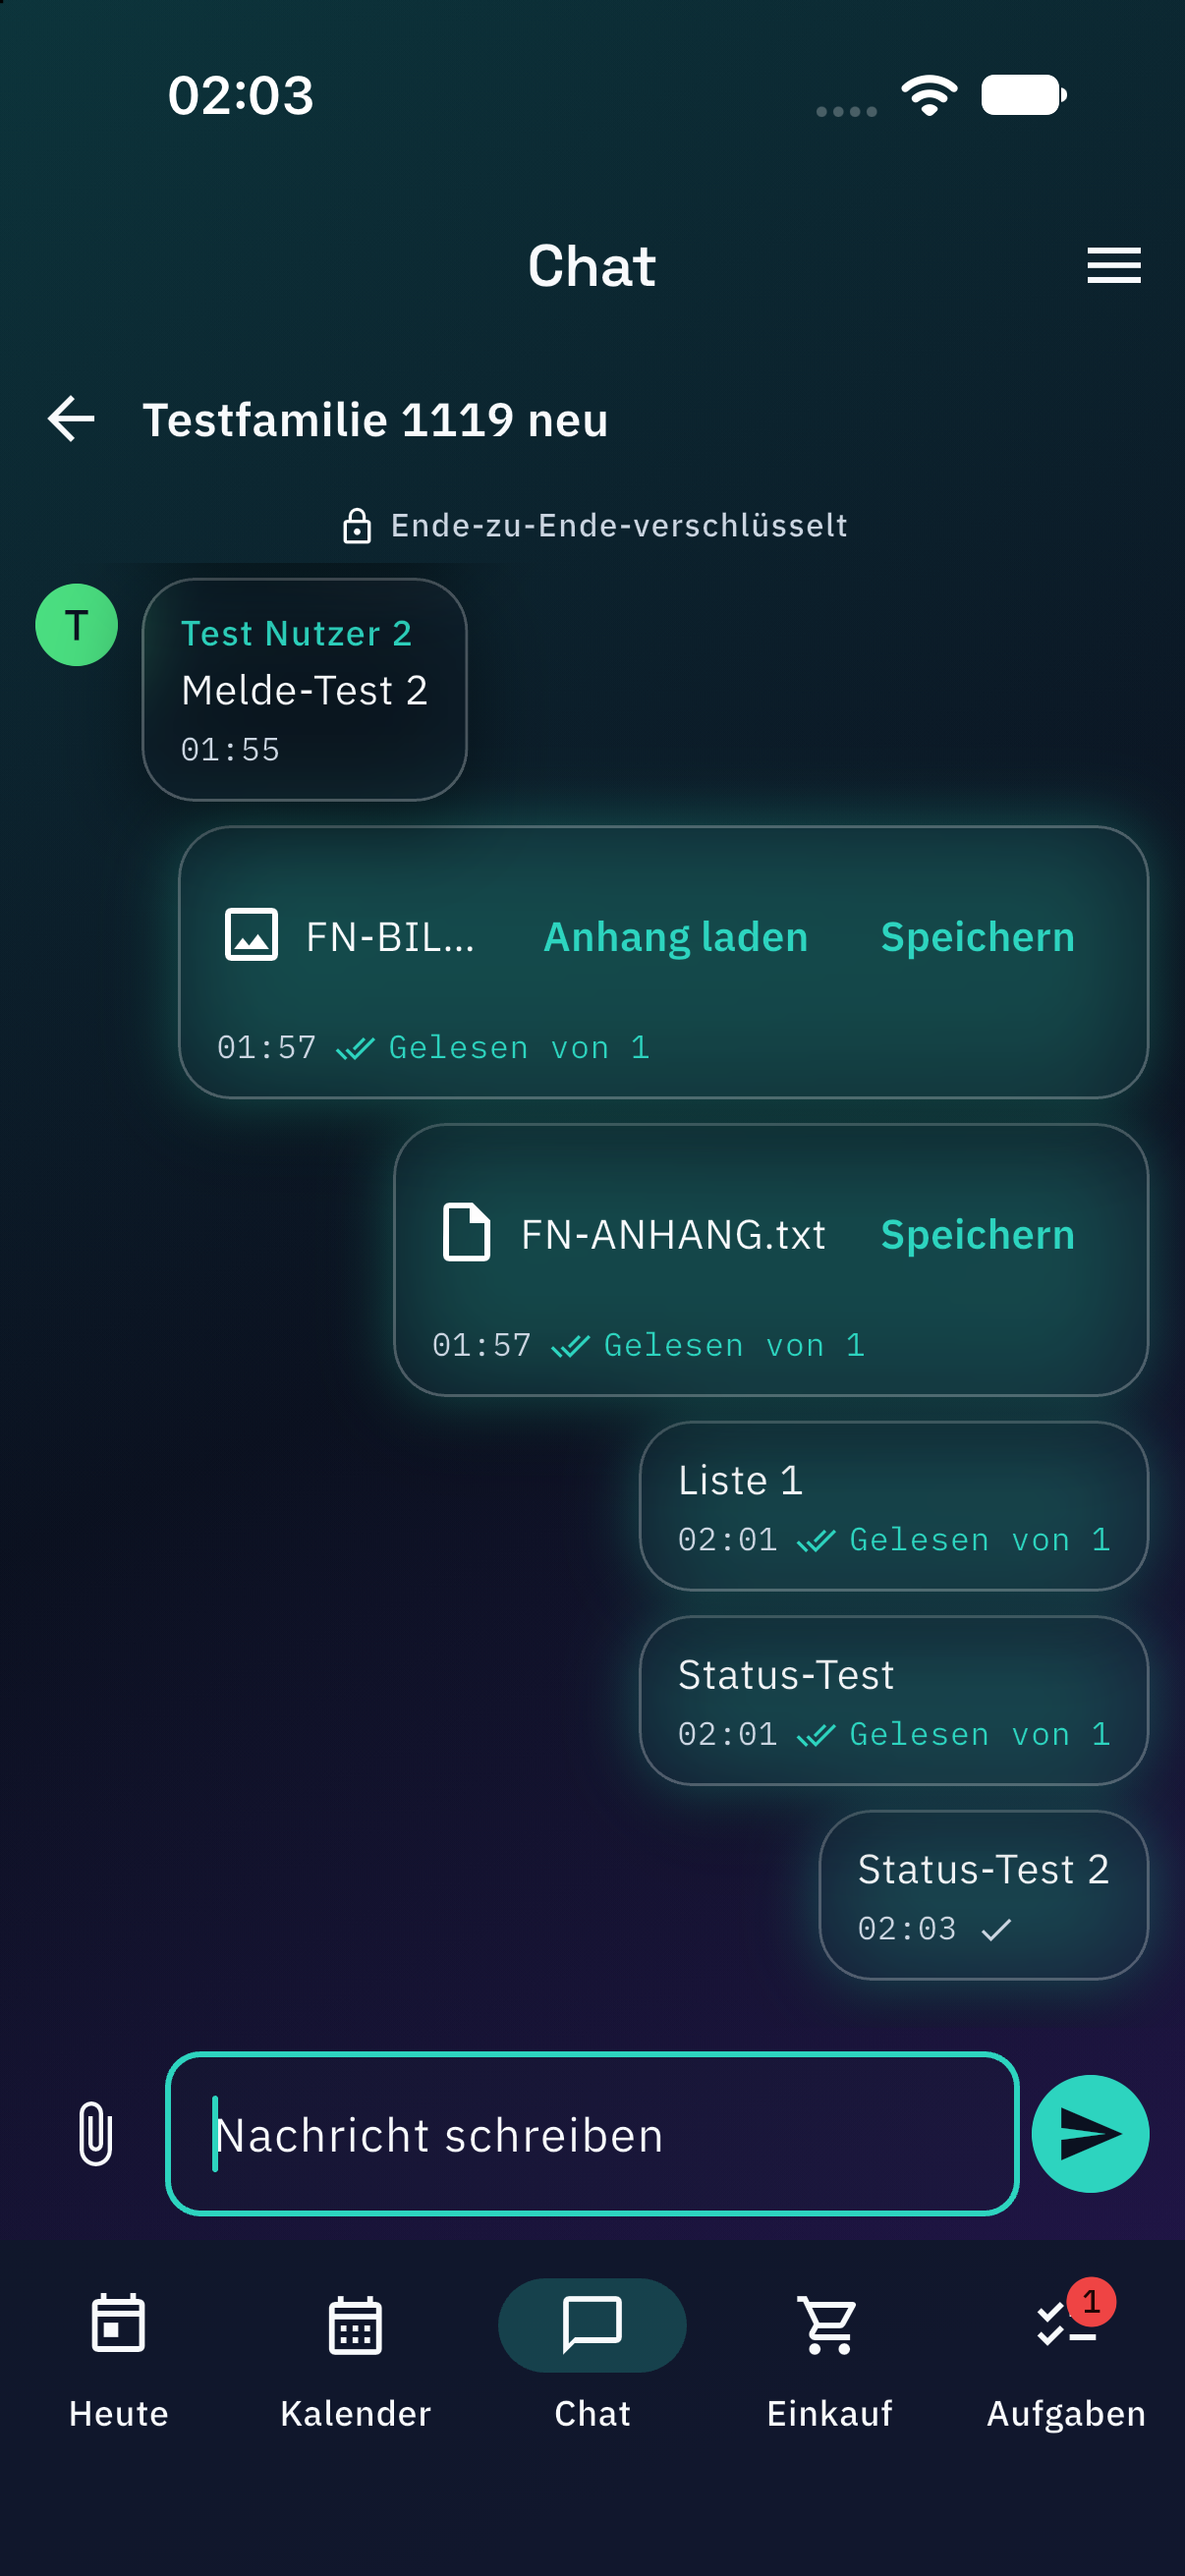 02:03
Chat
Testfamilie 1119 neu
Ende-zu-Ende-verschlüsselt
T
Test Nutzer 2
Melde-Test 2
01:55
FN-BIL... Anhang laden Speichern
01:57 Gelesen von 1
FN-ANHANG.txt Speichern
01:57 Gelesen von 1
Liste 1
02:01 Gelesen von 1
Status-Test
02:01 Gelesen von 1
Status-Test 2
02:03
Nachricht schreiben
1
Heute Kalender Chat Einkauf Aufgaben